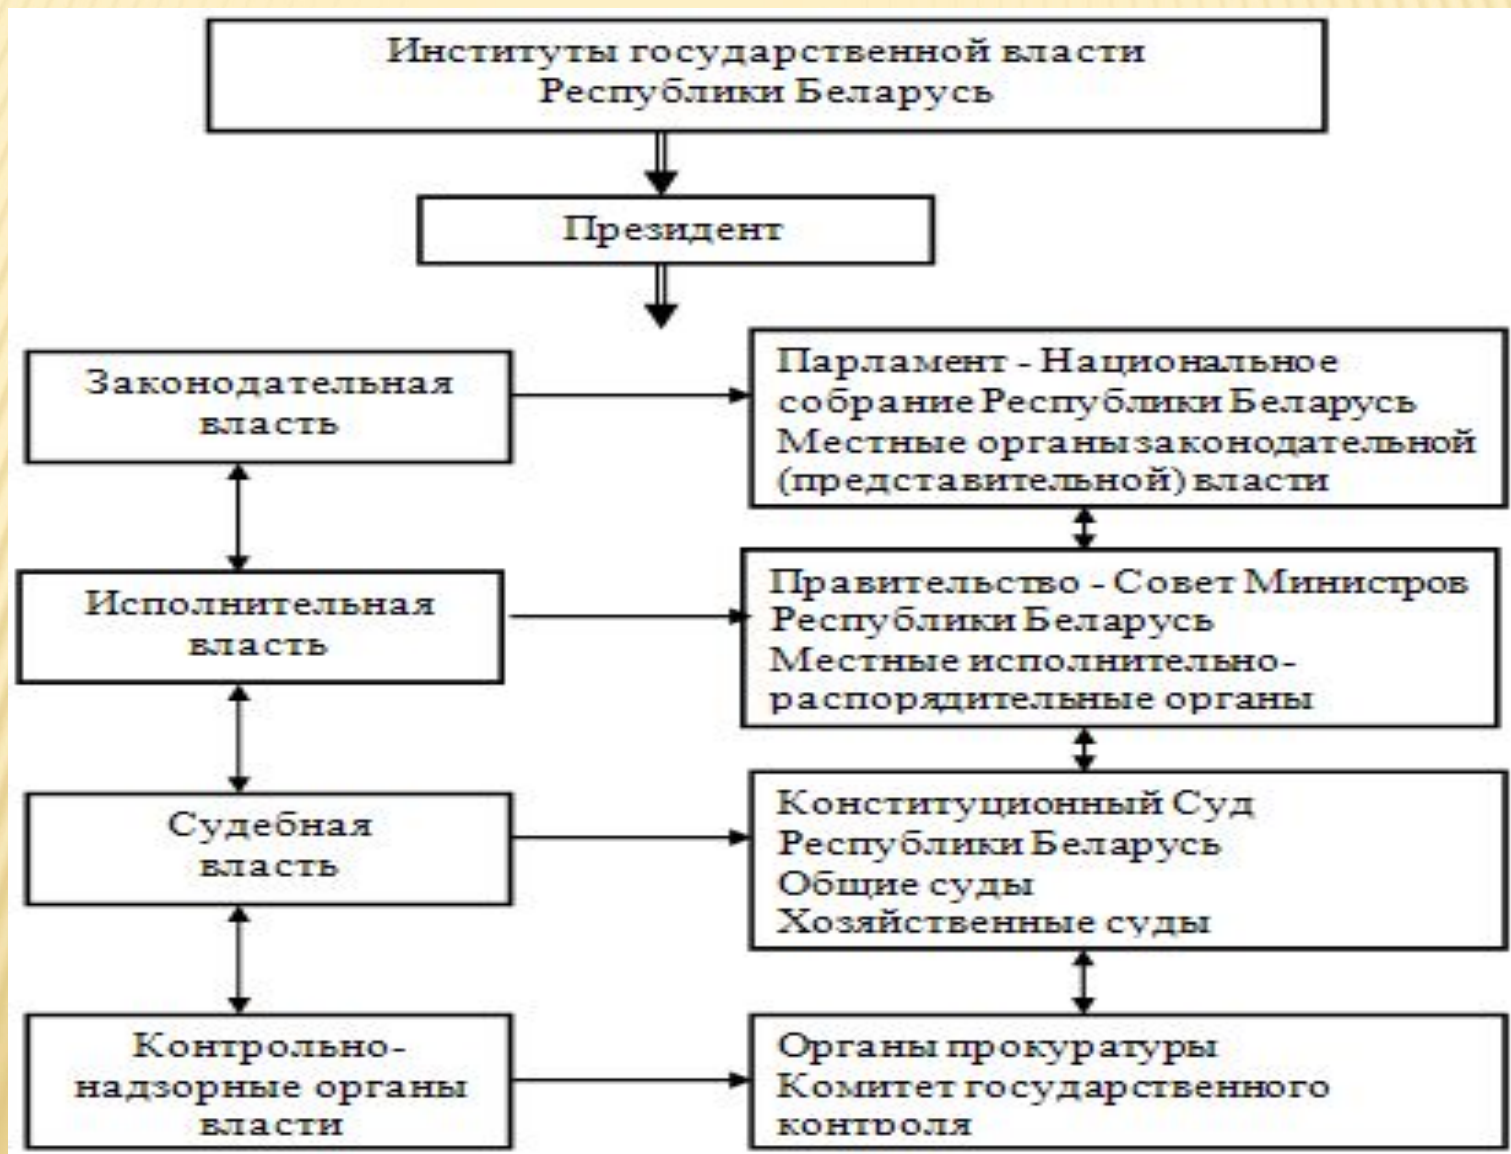 Институты государственной власти
Республики Беларусь
Президент
Законодательная
власть
Парламент - Национальное
собрание Республики Беларусь
Местные органы законодательной
(представительной) власти
Исполнительная
власть
Правительство - Совет Министров
Республики Беларусь
Местные исполнительно-
распорядительные органы
Судебная
власть
Конституционный Суд
Республики Беларусь
Общие суды
Хозяйственные суды
Контрольно-
надзорные органы
власти
Органы прокуратуры
Комитет государственного
контроля